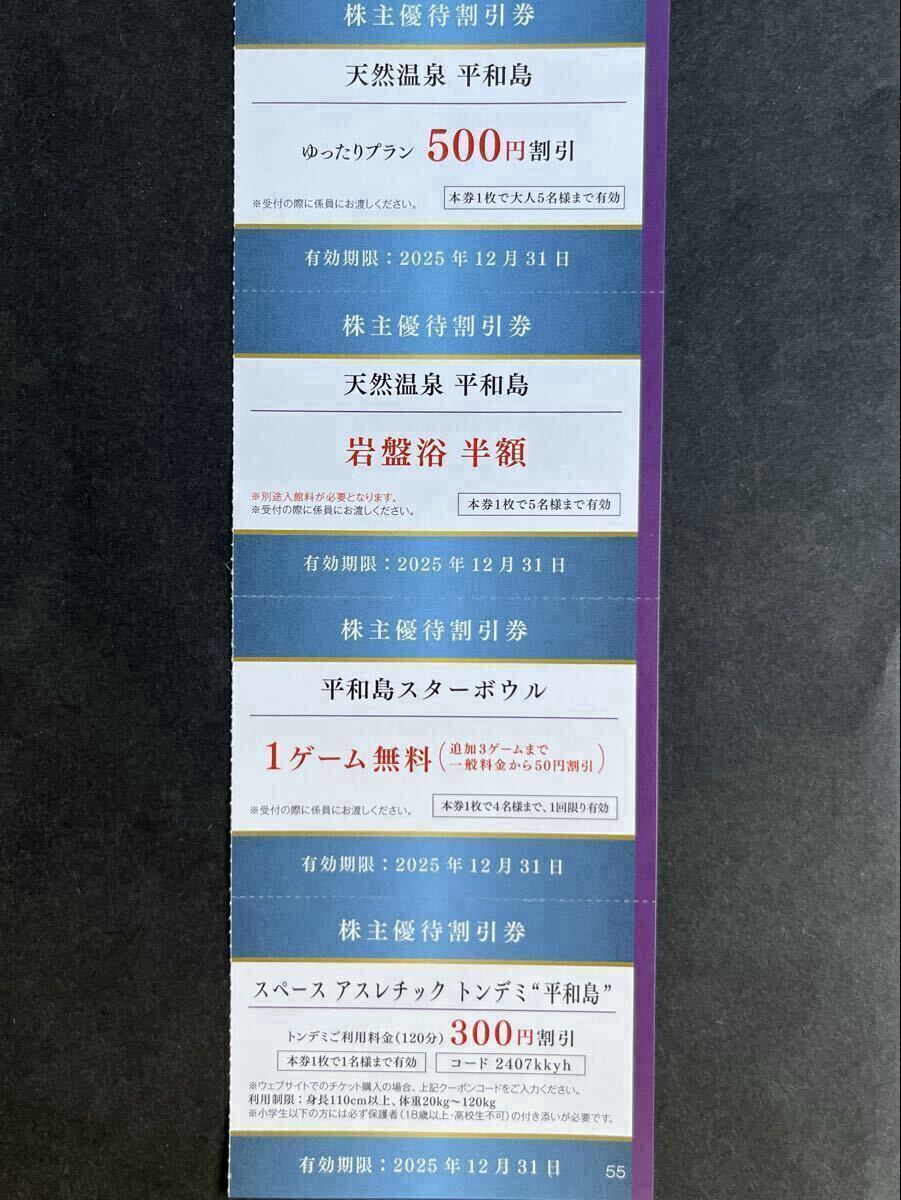 株主優待割引券
天然温泉 平和島
ゆったりプラン 500円割引
※受付の際に係員にお渡しください。 本券1枚で大人5名様まで有効
有効期限：2025年12月31日
株主優待割引券
天然温泉 平和島
岩盤浴 半額
※別途入館料が必要となります。
※受付の際に係員にお渡しください。 本券1枚で5名様まで有効
有効期限：2025年12月31日
株主優待割引券
平和島スターボウル
1ゲーム無料（追加3ゲームまで
一般料金から50円割引）
※受付の際に係員にお渡しください。 本券1枚で4名様まで、1回限り有効
有効期限：2025年12月31日
株主優待割引券
スペース アスレチック トンデミ“平和島”
トンデミご利用料金（120分）300円割引
本券1枚で1名様まで有効 コード 2407kkyh
※ウェブサイトでのチケット購入の場合、上記クーポンコードをご入力ください。
利用制限：身長110cm以上、体重20kg～120kg
※小学生以下の方には必ず保護者（18歳以上・高校生不可）の付き添いが必要です。
有効期限：2025年12月31日
55